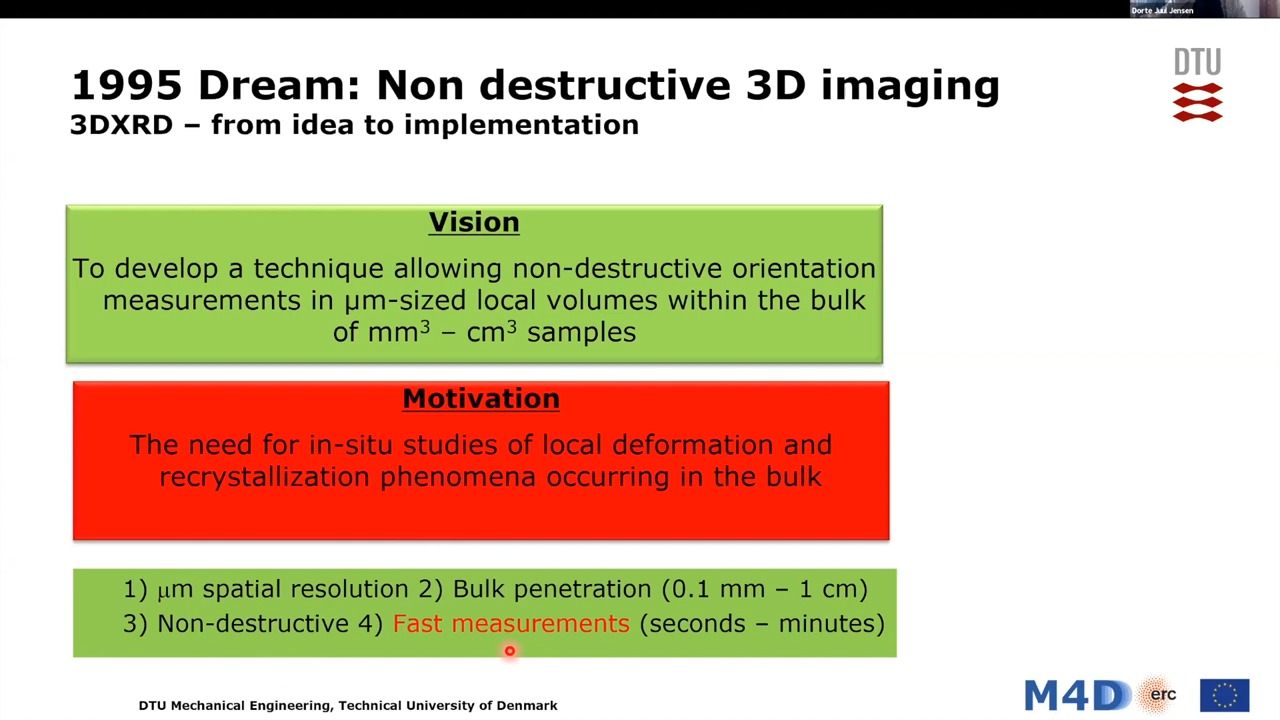 Dorte Juul Jensen
1995 Dream: Non destructive 3D imaging
3DXRD – from idea to implementation
DTU
Vision
To develop a technique allowing non-destructive orientation
measurements in µm-sized local volumes within the bulk
of mm³ – cm³ samples
Motivation
The need for in-situ studies of local deformation and
recrystallization phenomena occurring in the bulk
1) µm spatial resolution 2) Bulk penetration (0.1 mm – 1 cm)
3) Non-destructive 4) Fast measurements (seconds – minutes)
DTU Mechanical Engineering, Technical University of Denmark
M4D
erc